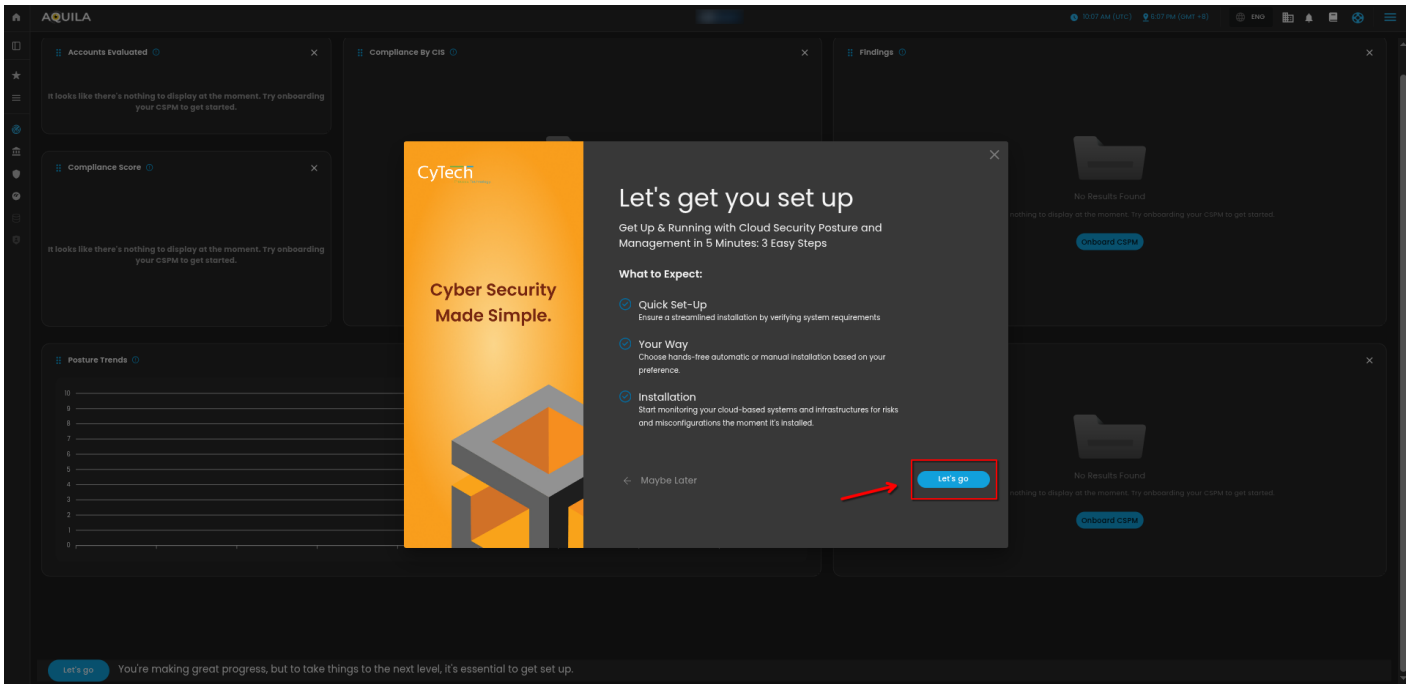 AQUILA
10:07 AM (UTC)
6:07 PM (GMT +8)
ENG
Accounts Evaluated
It looks like there's nothing to display at the moment. Try onboarding
your CSPM to get started.
Compliance By CIS
Findings
No Results Found
nothing to display at the moment. Try onboarding your CSPM to get started.
Onboard CSPM
Compliance Score
It looks like there's nothing to display at the moment. Try onboarding
your CSPM to get started.
CyTech
Cyber Security
Made Simple.
Let's get you set up
Get Up & Running with Cloud Security Posture and
Management in 5 Minutes: 3 Easy Steps
What to Expect:
Quick Set-Up
Ensure a streamlined installation by verifying system requirements
Your Way
Choose hands-free automatic or manual installation based on your
preference.
Installation
Start monitoring your cloud-based systems and infrastructures for risks
and misconfigurations the moment it's installed.
Maybe Later
Let's go
Posture Trends
10
9
8
7
6
5
4
3
2
1
0
No Results Found
nothing to display at the moment. Try onboarding your CSPM to get started.
Onboard CSPM
Let's go
You're making great progress, but to take things to the next level, it's essential to get set up.